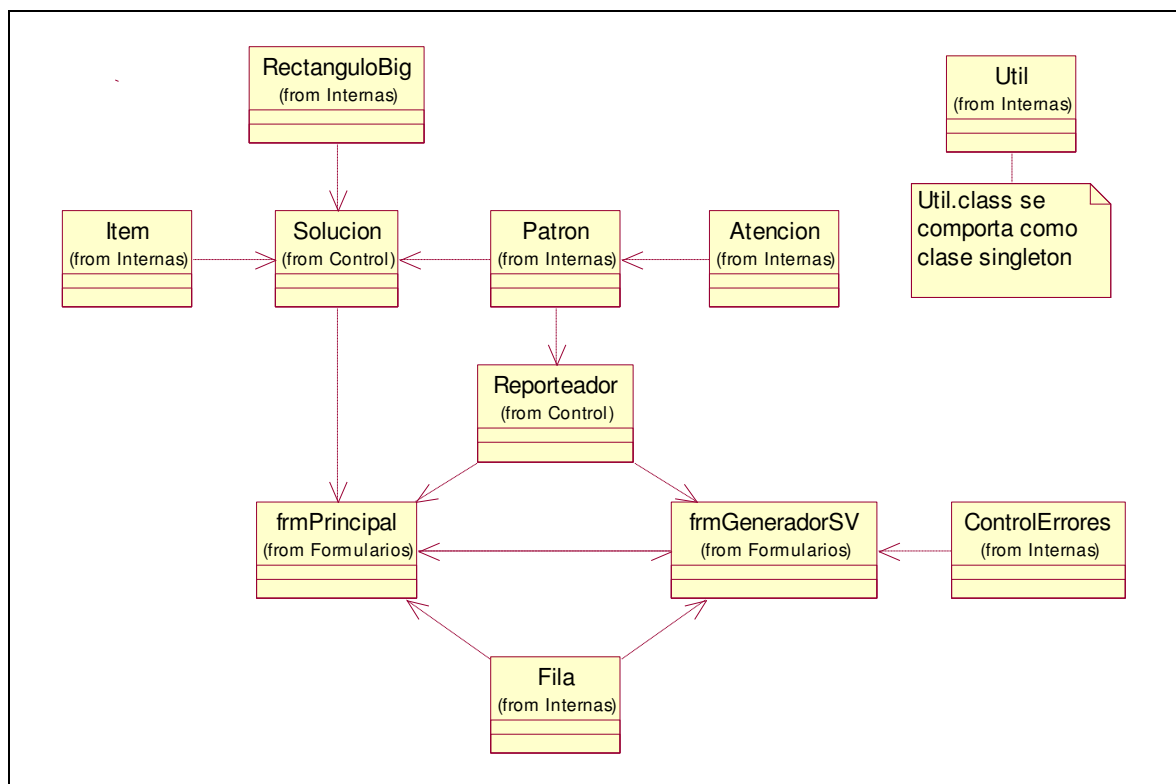 RectanguloBig
(from Internas)
Util
(from Internas)
Util.class se
comporta como
clase singleton
Item
(from Internas)
Solucion
(from Control)
Patron
(from Internas)
Atencion
(from Internas)
Reporteador
(from Control)
frmPrincipal
(from Formularios)
frmGeneradorSV
(from Formularios)
ControlErrores
(from Internas)
Fila
(from Internas)